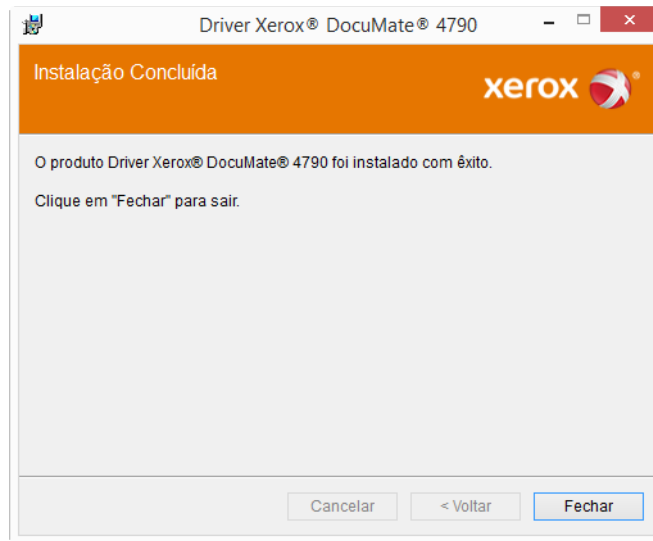 Driver Xerox® DocuMate® 4790
Instalação Concluída
xerox
O produto Driver Xerox® DocuMate® 4790 foi instalado com êxito.
Clique em "Fechar" para sair.
Cancelar
< Voltar
Fechar